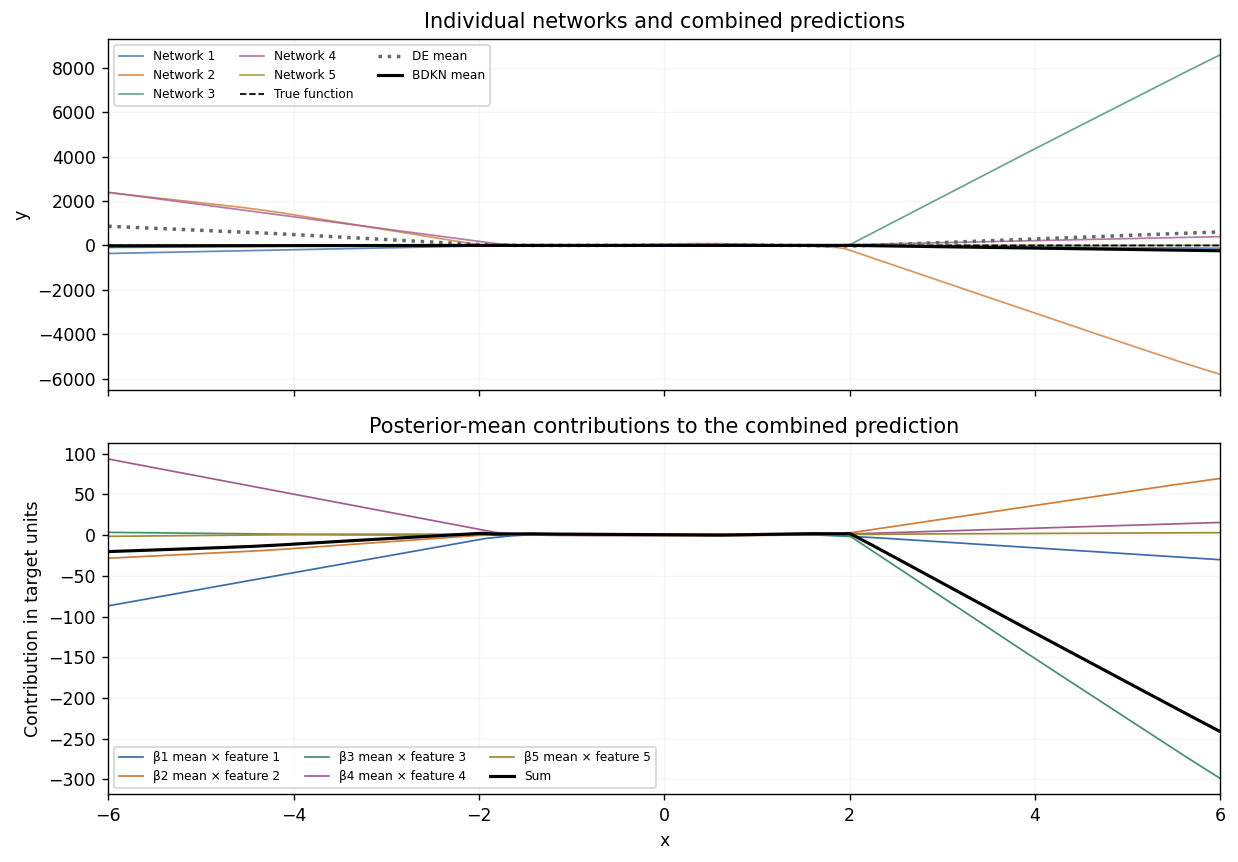 Individual networks and combined predictions
8000
6000
4000
2000
0
−2000
−4000
−6000
y
Network 1 Network 4 DE mean
Network 2 Network 5 BDKN mean
Network 3 True function
Posterior-mean contributions to the combined prediction
100
50
0
−50
−100
−150
−200
−250
−300
Contribution in target units
β1 mean × feature 1 β3 mean × feature 3 β5 mean × feature 5
β2 mean × feature 2 β4 mean × feature 4 Sum
−6 −4 −2 0 2 4 6
x